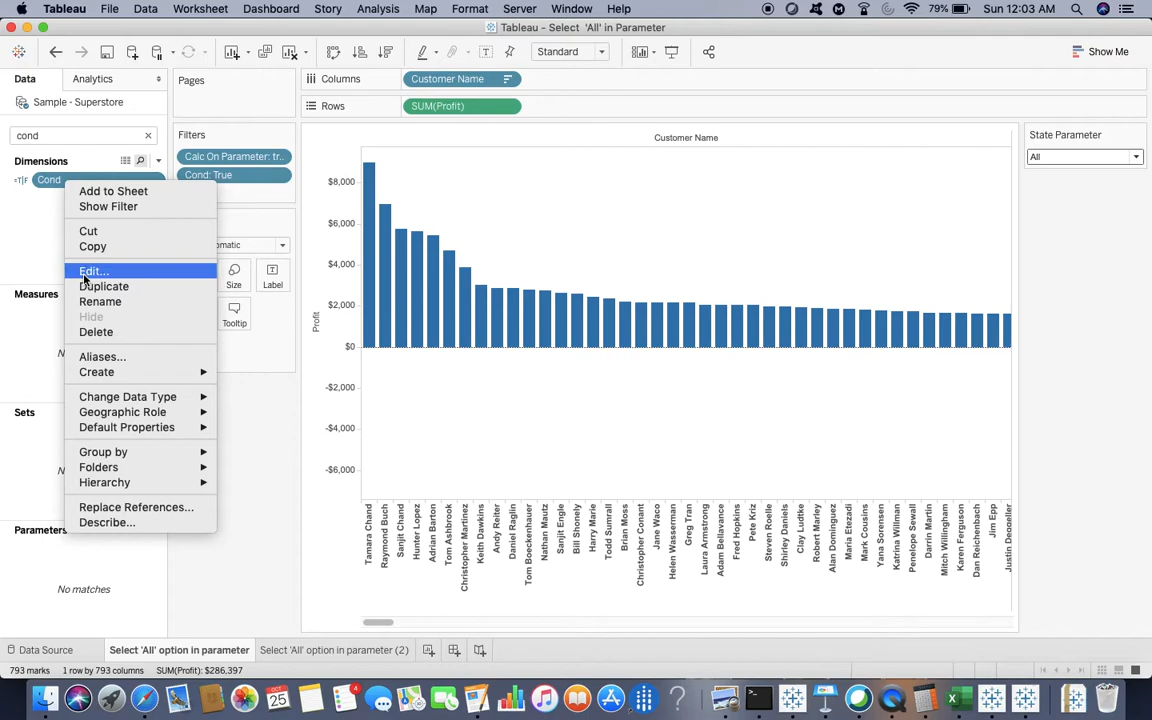 Tableau File Data Worksheet Dashboard Story Analysis Map Format Server Window Help 79% Sun 12:03 AM
Tableau - Select 'All' in Parameter
Standard Show Me
Data Analytics
Sample - Superstore
cond
Dimensions
Cond
Measures
Sets
Parameters
No matches
Add to Sheet
Show Filter
Cut
Copy
Edit...
Duplicate
Rename
Hide
Delete
Aliases...
Create
Change Data Type
Geographic Role
Default Properties
Group by
Folders
Hierarchy
Replace References...
Describe...
Pages
Filters
Calc On Parameter: tr..
Cond: True
Size
Label
Tooltip
Columns Customer Name
Rows SUM(Profit)
Customer Name
Profit
$8,000
$6,000
$4,000
$2,000
$0
-$2,000
-$4,000
-$6,000
Tamara Chand
Raymond Buch
Sanjit Chand
Hunter Lopez
Adrian Barton
Tom Ashbrook
Christopher Martinez
Keith Dawkins
Andy Reiter
Daniel Raglin
Tom Boeckenhauer
Nathan Mautz
Sanjit Engle
Bill Shonely
Harry Marie
Todd Sumrall
Brian Moss
Christopher Conant
Jane Waco
Helen Wasserman
Greg Tran
Laura Armstrong
Adam Bellavance
Fred Hopkins
Pete Kriz
Steven Roelle
Shirley Daniels
Clay Ludtke
Robert Marley
Alan Dominguez
Maria Etezadi
Mark Cousins
Yana Sorensen
Katrina Willman
Penelope Sewall
Darrin Martin
Mitch Willingham
Karen Ferguson
Dan Reichenbach
Jim Epp
Justin Deggeller
State Parameter
All
Data Source Select 'All' option in parameter Select 'All' option in parameter (2)
793 marks 1 row by 793 columns SUM(Profit): $286,397
OCT
25
4